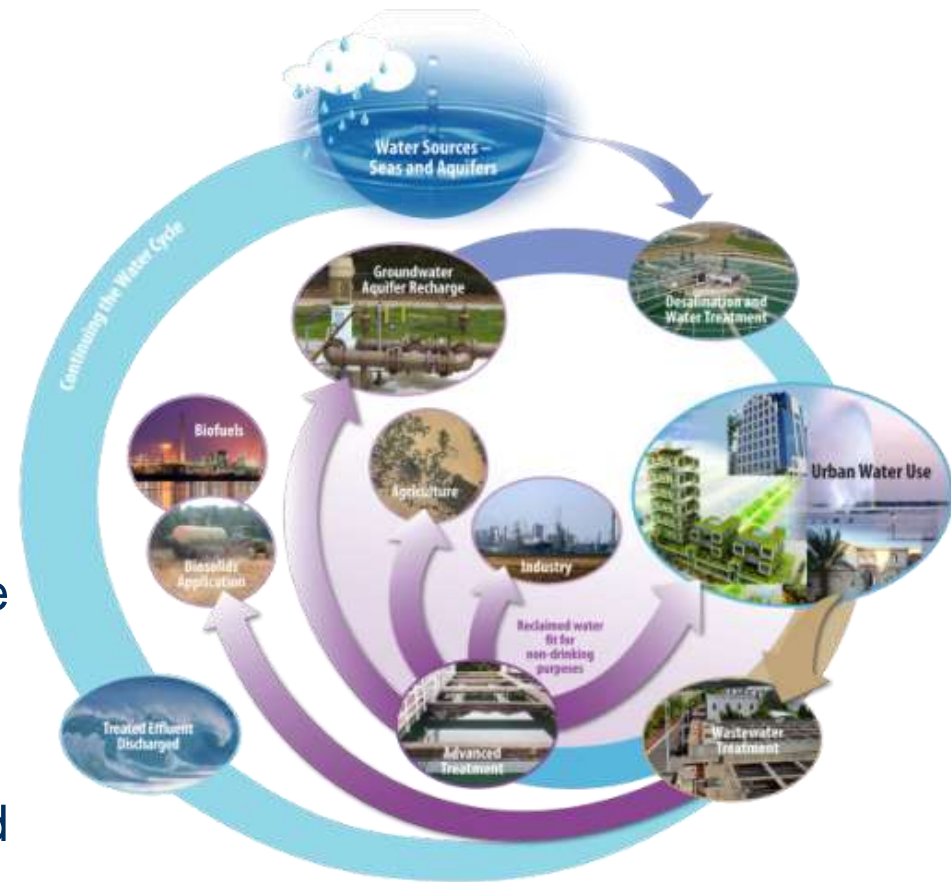 Water Sources –
Seas and Aquifers
Continuing the Water Cycle
Groundwater
Aquifer Recharge
Desalination and
Water Treatment
Biofuels
Urban Water Use
Agriculture
Biosolids
Application
Industry
Reclaimed water
fit for
non-drinking
purposes
e
Treated Effluent
Discharged
Advanced
Treatment
Wastewater
Treatment
d